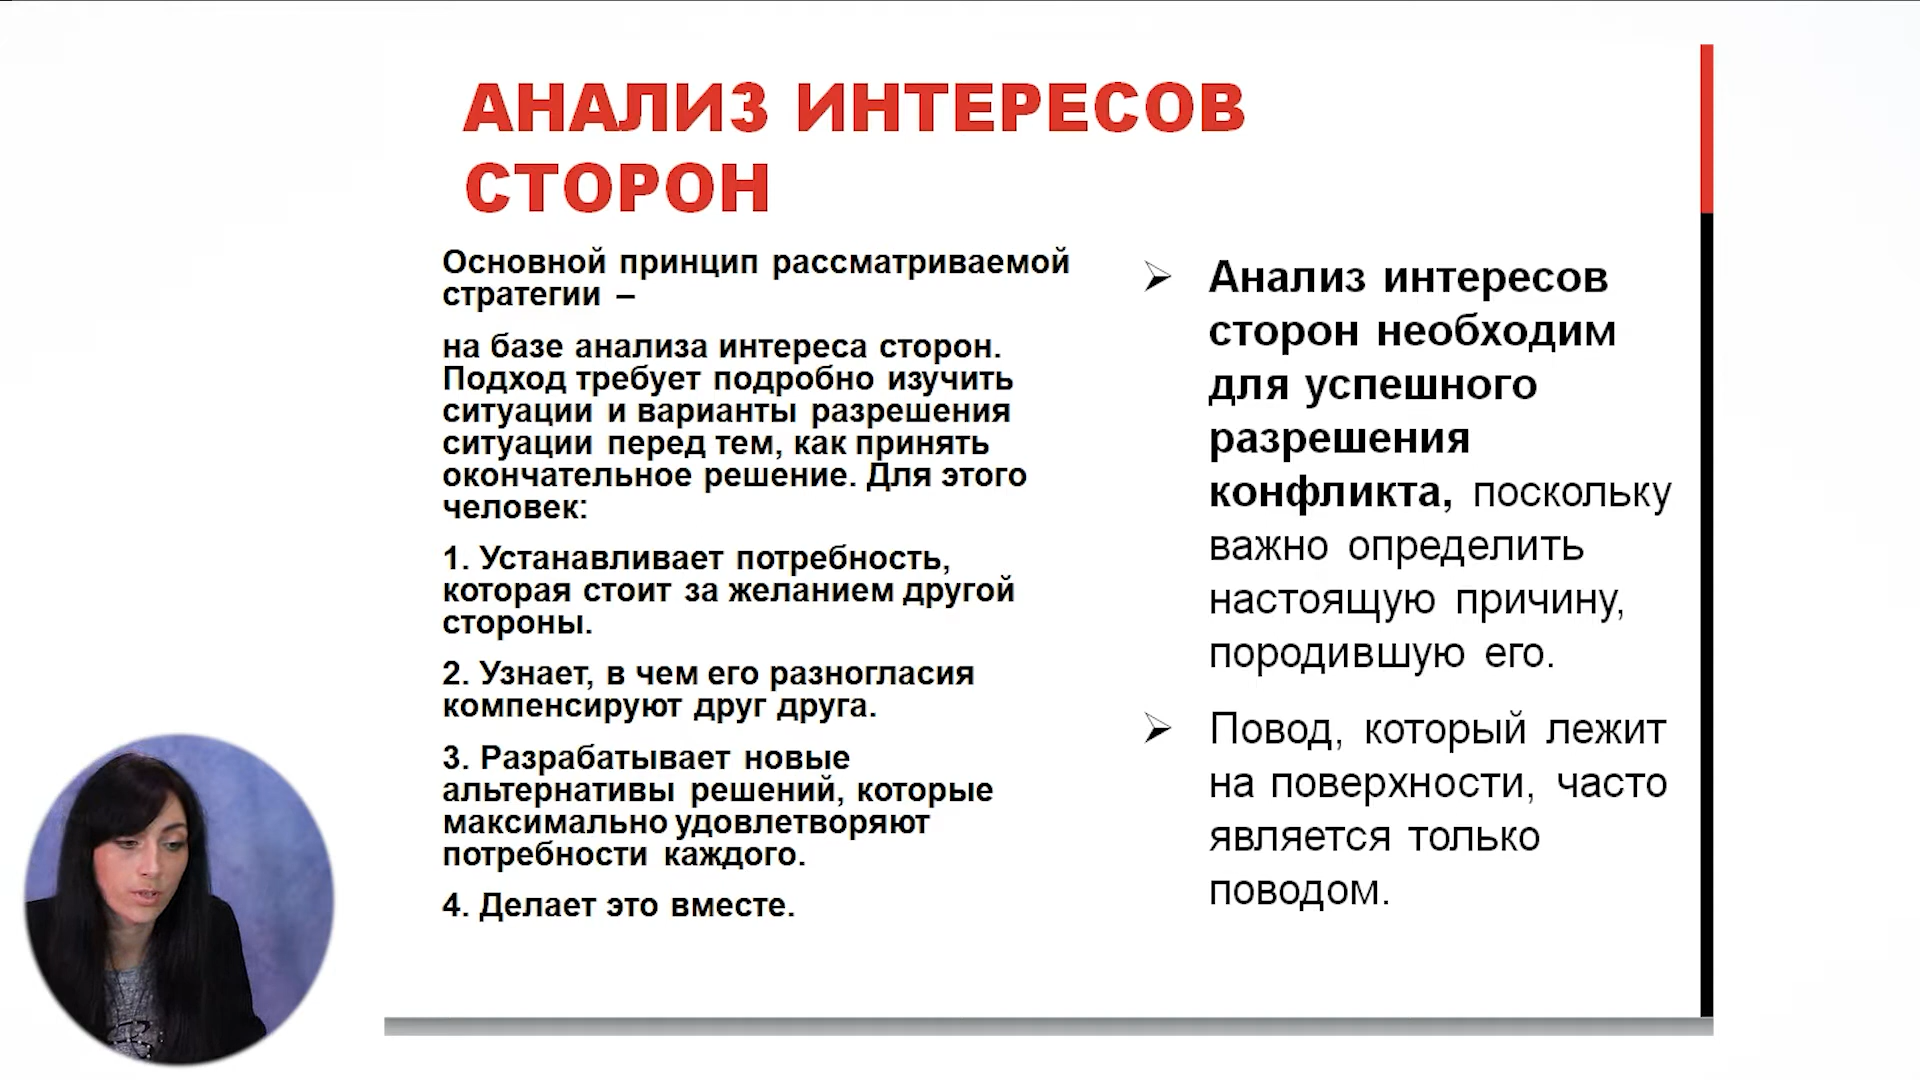 АНАЛИЗ ИНТЕРЕСОВ
СТОРОН
Основной принцип рассматриваемой
стратегии –
на базе анализа интереса сторон.
Подход требует подробно изучить
ситуации и варианты разрешения
ситуации перед тем, как принять
окончательное решение. Для этого
человек:
1. Устанавливает потребность,
которая стоит за желанием другой
стороны.
2. Узнает, в чем его разногласия
компенсируют друг друга.
3. Разрабатывает новые
альтернативы решений, которые
максимально удовлетворяют
потребности каждого.
4. Делает это вместе.
Анализ интересов
сторон необходим
для успешного
разрешения
конфликта, поскольку
важно определить
настоящую причину,
породившую его.
Повод, который лежит
на поверхности, часто
является только
поводом.